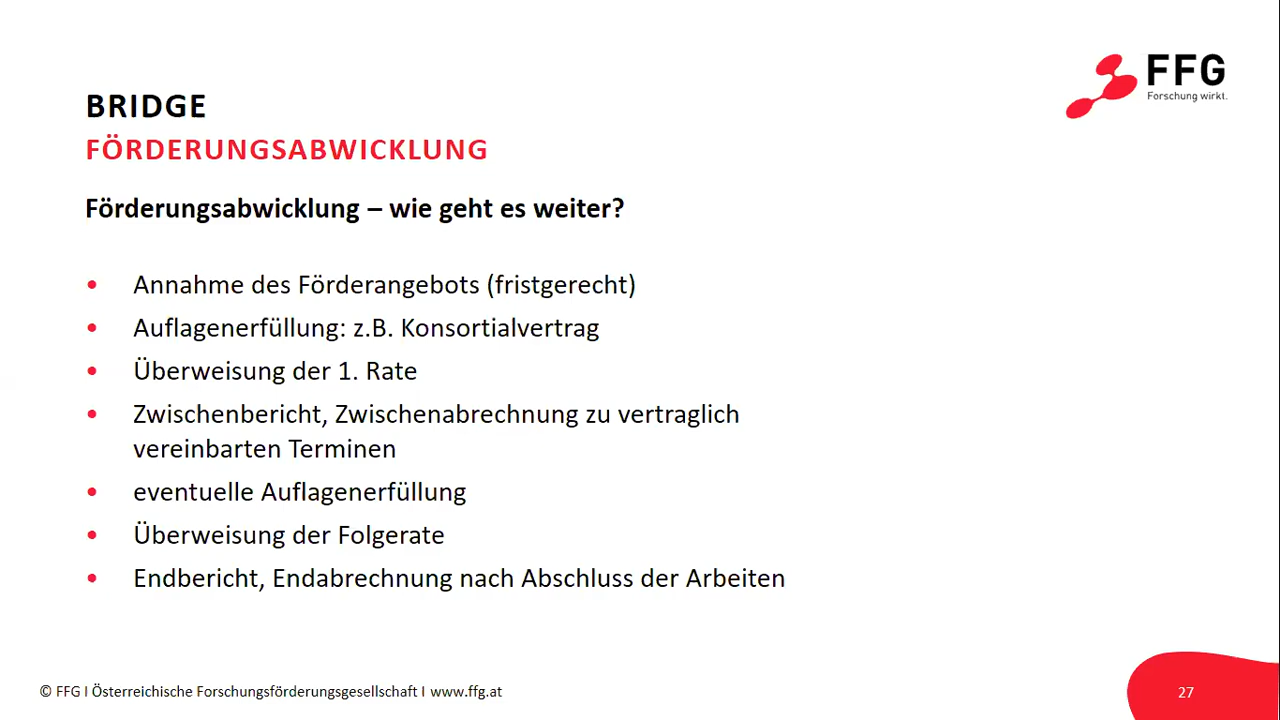 FFG
Forschung wirkt.
BRIDGE
FÖRDERUNGSABWICKLUNG
Förderungsabwicklung – wie geht es weiter?
• Annahme des Förderangebots (fristgerecht)
• Auflagenerfüllung: z.B. Konsortialvertrag
• Überweisung der 1. Rate
• Zwischenbericht, Zwischenabrechnung zu vertraglich
vereinbarten Terminen
• eventuelle Auflagenerfüllung
• Überweisung der Folgerate
• Endbericht, Endabrechnung nach Abschluss der Arbeiten
© FFG I Österreichische Forschungsförderungsgesellschaft I www.ffg.at
27